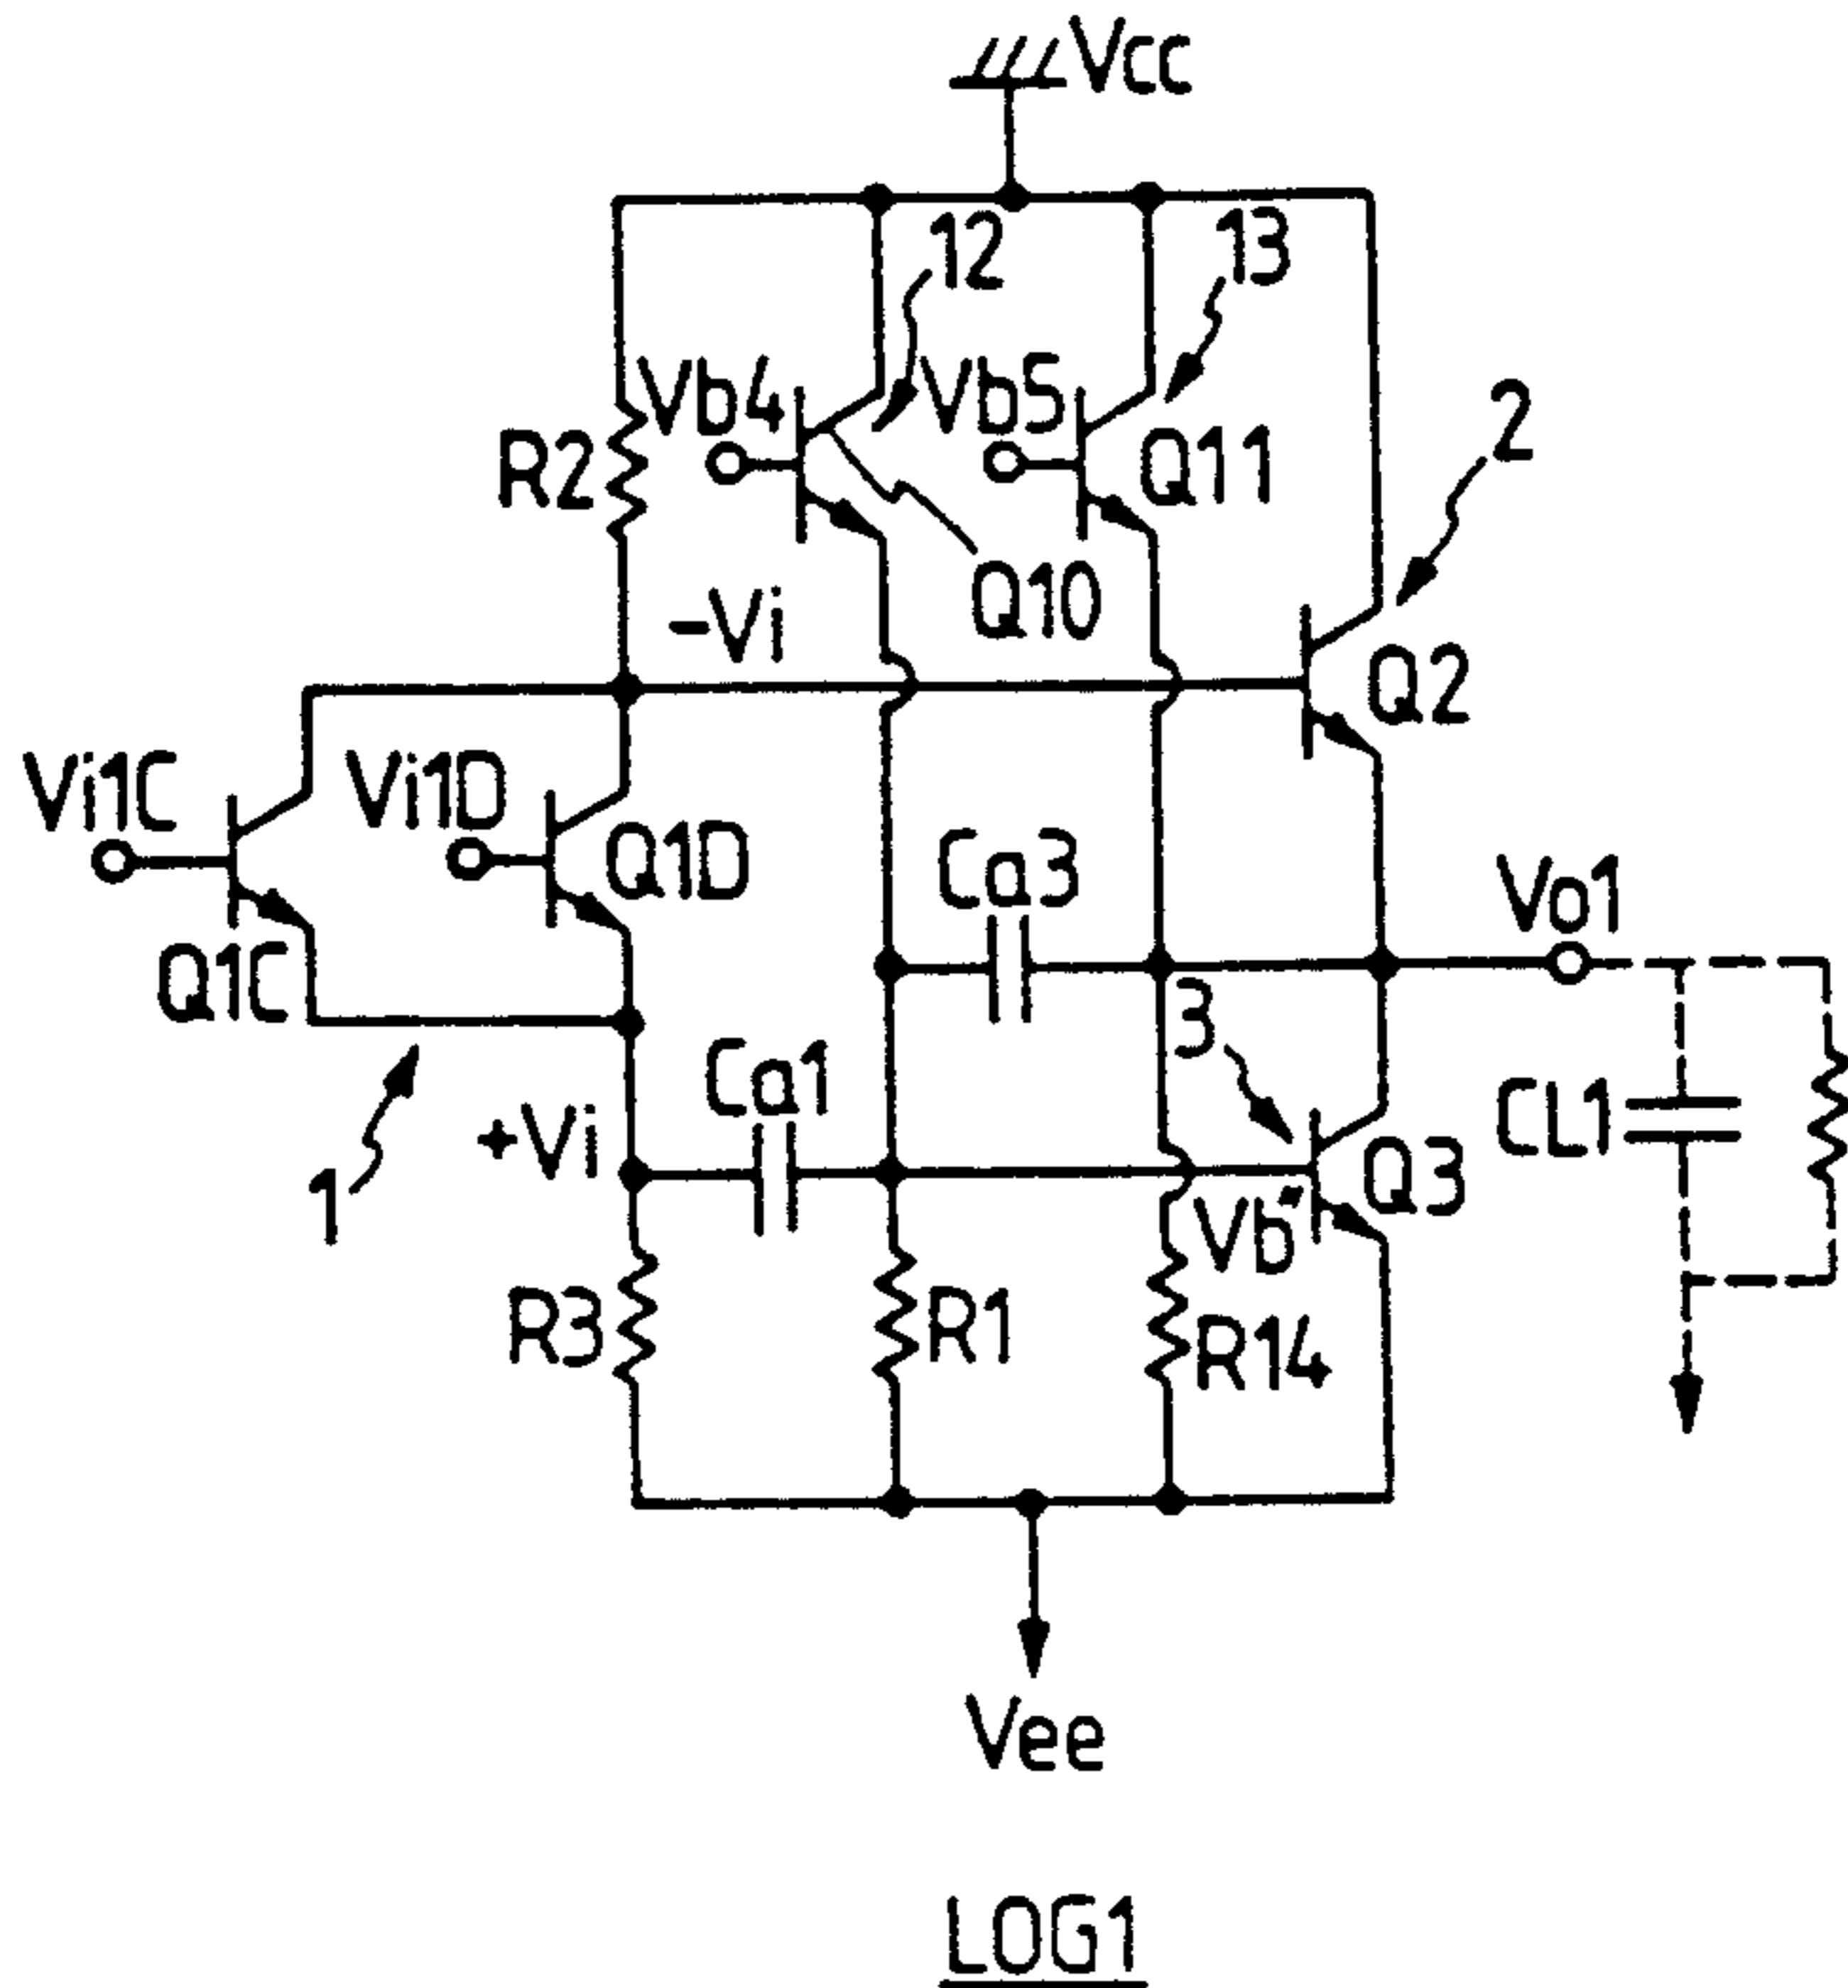 Vcc
12
13
Vb4
Vb5
2
R2
Q11
Q10
-Vi
Q2
Vi1C
Vi1D
Q1D
Ca3
Vo1
Q1C
3
Ca1
CL1
+Vi
Q3
1
Vb"
R3
R1
R14
Vee
LOG1